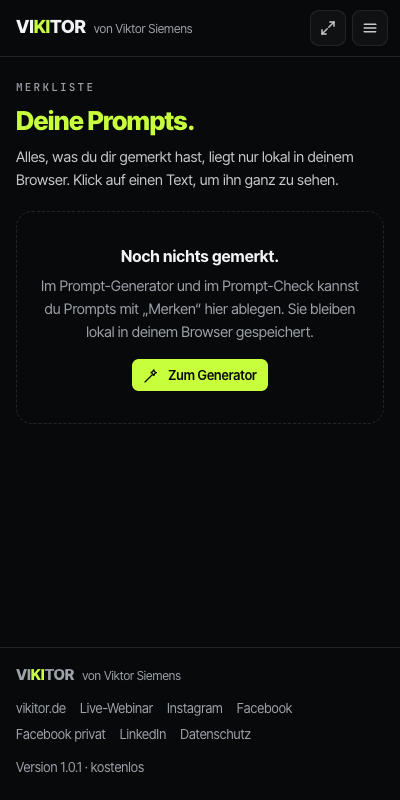 VIKITOR von Viktor Siemens
MERKLISTE
Deine Prompts.
Alles, was du dir gemerkt hast, liegt nur lokal in deinem
Browser. Klick auf einen Text, um ihn ganz zu sehen.
Noch nichts gemerkt.
Im Prompt-Generator und im Prompt-Check kannst
du Prompts mit „Merken“ hier ablegen. Sie bleiben
lokal in deinem Browser gespeichert.
Zum Generator
VIKITOR von Viktor Siemens
vikitor.de Live-Webinar Instagram Facebook
Facebook privat LinkedIn Datenschutz
Version 1.0.1 · kostenlos